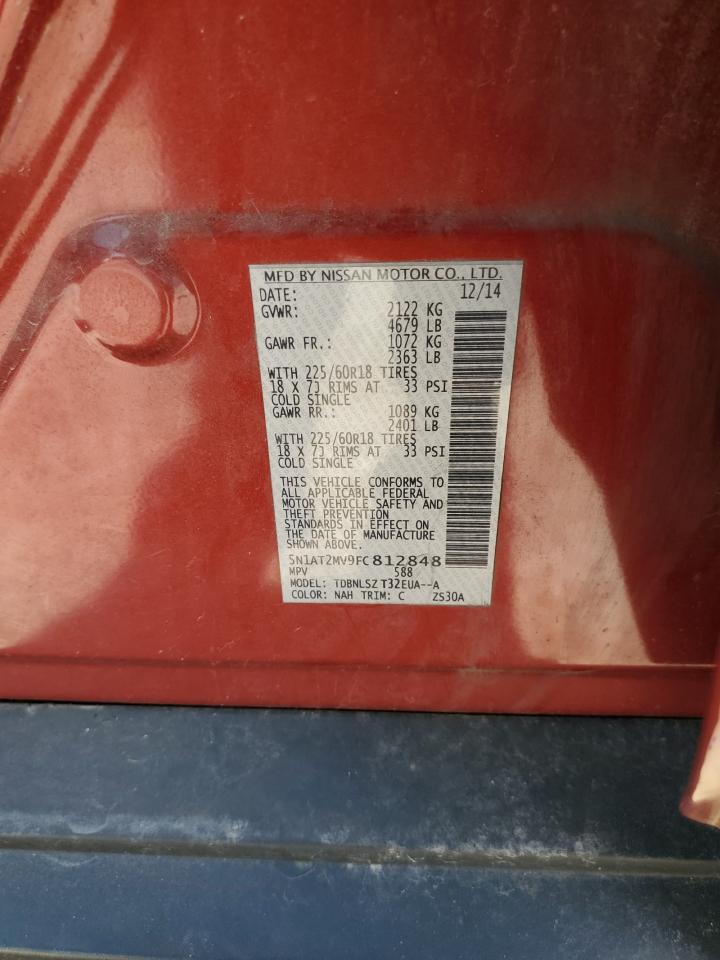 MFD BY NISSAN MOTOR CO., LTD.
DATE: 12/14
GVWR: 2122 KG
4679 LB
GAWR FR.: 1072 KG
2363 LB
WITH 225/60R18 TIRES
18 X 7J RIMS AT 33 PSI
COLD SINGLE
GAWR RR.: 1089 KG
2401 LB
WITH 225/60R18 TIRES
18 X 7J RIMS AT 33 PSI
COLD SINGLE
THIS VEHICLE CONFORMS TO
ALL APPLICABLE FEDERAL
MOTOR VEHICLE SAFETY AND
THEFT PREVENTION
STANDARDS IN EFFECT ON
THE DATE OF MANUFACTURE
SHOWN ABOVE
5N1AT2MV9FC812848
MPV 588
MODEL: TDBNLSZ T32EUA--A
COLOR: NAH TRIM: C ZS30A